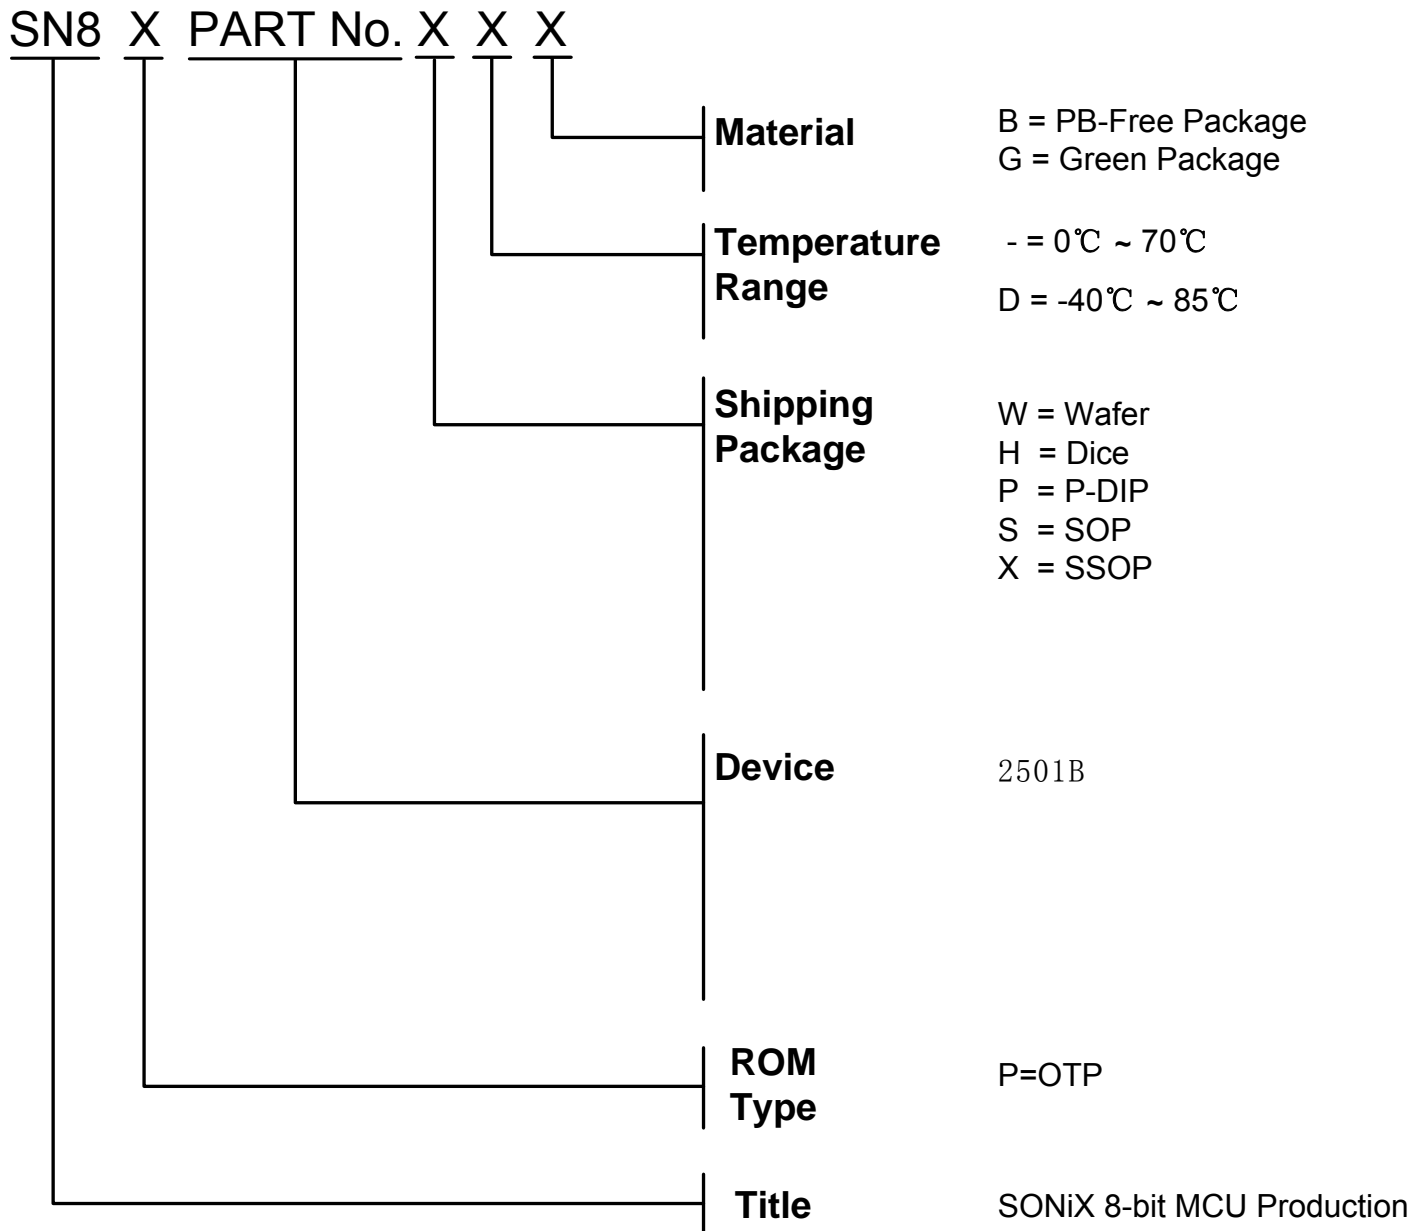 SN8 X PART No. X X X
Material
B = PB-Free Package
G = Green Package
Temperature
Range
- = 0℃ ~ 70℃
D = -40℃ ~ 85℃
Shipping
Package
W = Wafer
H = Dice
P = P-DIP
S = SOP
X = SSOP
Device
2501B
ROM
Type
P=OTP
Title
SONiX 8-bit MCU Production